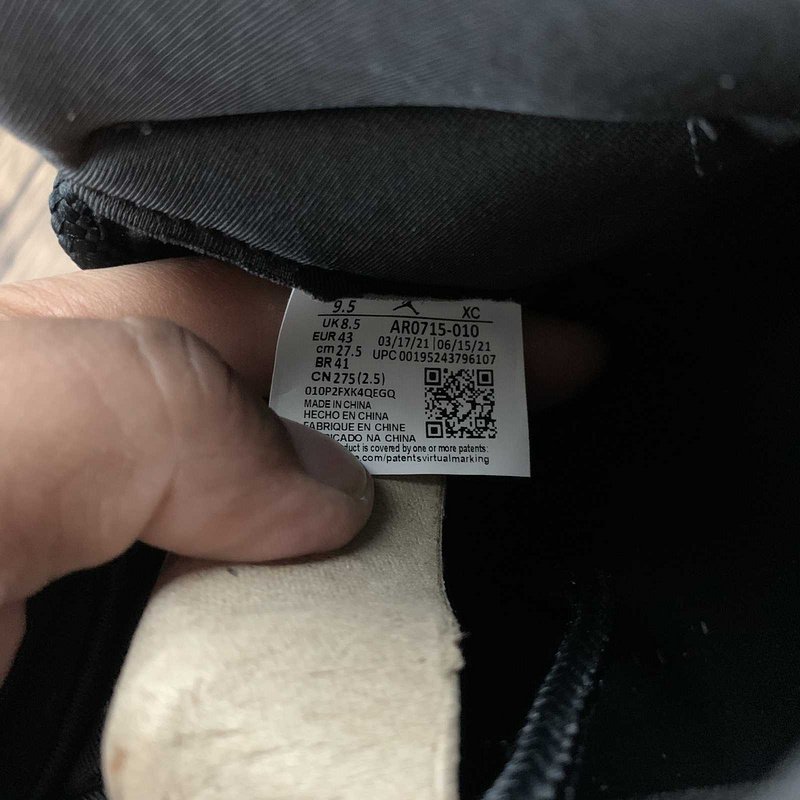 9.5 XC
UK 8.5 AR0715-010
EUR 43 03/17/21 | 06/15/21
cm 27.5 UPC 00195243796107
BR 41
CN 275 (2.5)
010P2FXK4QEGQ
MADE IN CHINA
HECHO EN CHINA
FABRIQUE EN CHINE
NA CHINA
is covered by one or more patents:
.com/patentsvirtualmarking